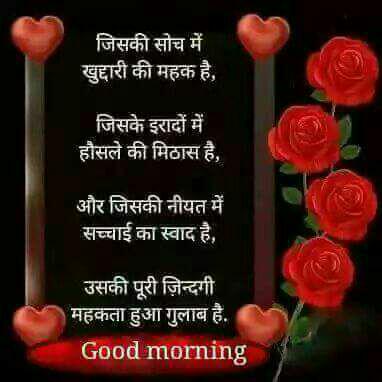 जिसकी सोच में
खुद्दारी की महक है,
जिसके इरादों में
हौसले की मिठास है,
और जिसकी नीयत में
सच्चाई का स्वाद है,
उसकी पूरी ज़िन्दगी
महकता हुआ गुलाब है.
Good morning